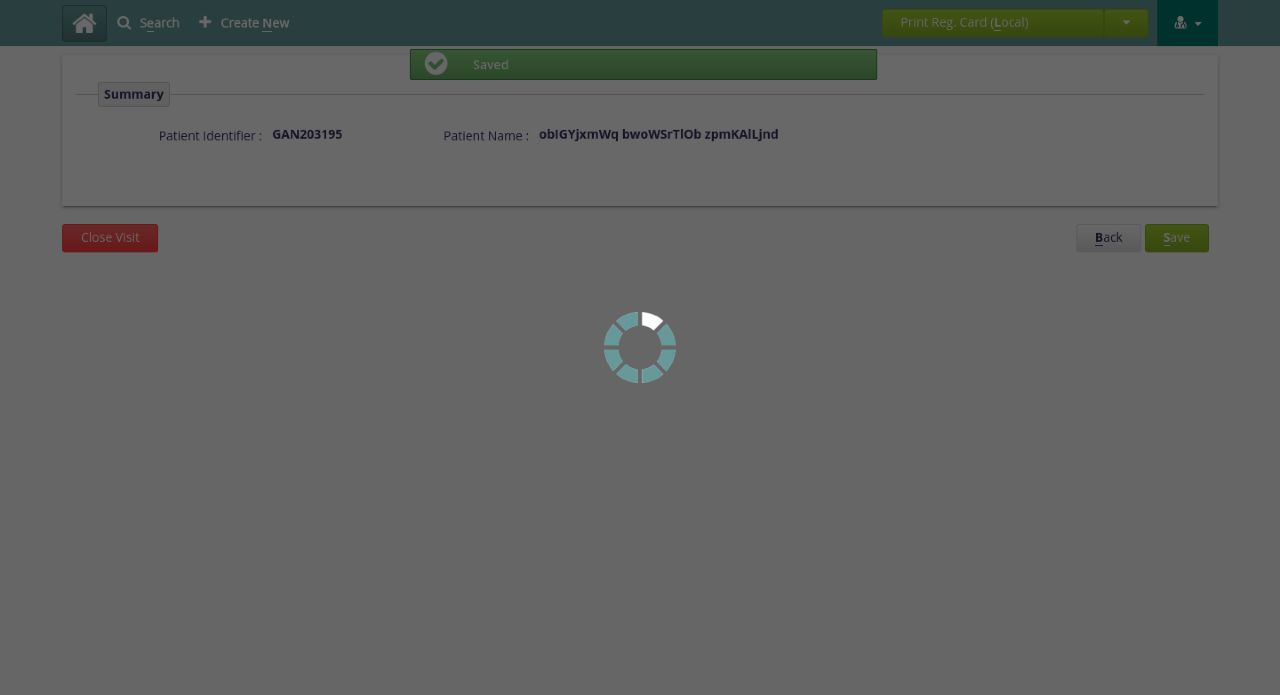 Search
Create New
Print Reg. Card (Local)
Saved
Summary
Patient Identifier : GAN203195
Patient Name : obIGYjxmWq bwoWSrTlOb zpmKAlLjnd
Close Visit
Back
Save